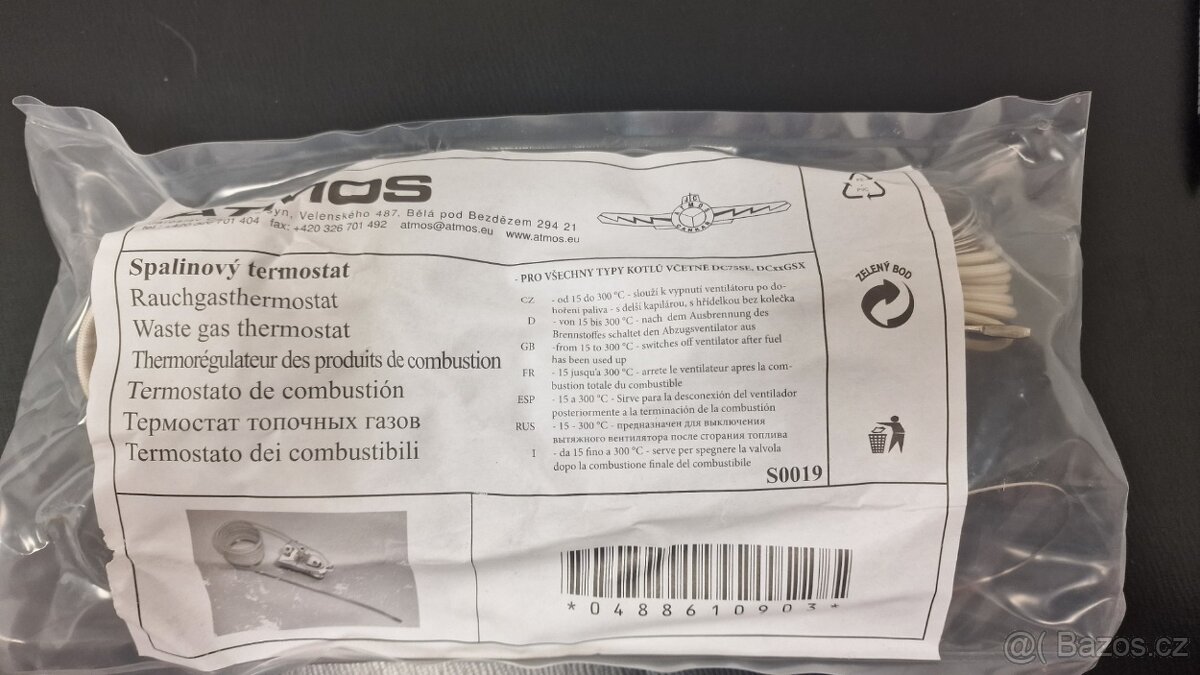 ATMOS
syn, Velenského 487, Bělá pod Bezdězem 294 21
701 404 fax: +420 326 701 492 atmos@atmos.eu www.atmos.eu
Spalinový termostat
Rauchgasthermostat
Waste gas thermostat
Thermorégulateur des produits de combustion
Termostato de combustión
Термостат топочных газов
Termostato dei combustibili
- PRO VŠECHNY TYPY KOTLŮ VČETNĚ DC75SE, DCxxGSX
CZ - od 15 do 300 °C - slouží k vypnutí ventilátoru po do-
hoření paliva - s delší kapilárou, s hřídelkou bez kolečka
D - von 15 bis 300 °C - nach dem Ausbrennung des
Brennstoffes schaltet den Abzugsventilator aus
GB -from 15 to 300 °C - switches off ventilator after fuel
has been used up
FR - 15 jusqu'a 300 °C - arrete le ventilateur apres la com-
bustion totale du combustible
ESP - 15 a 300 °C - Sirve para la desconexión del ventilador
posteriormente a la terminación de la combustión
RUS - 15 - 300 °C - предназначен для выключения
вытяжного вентилятора после сгорания топлива
I - da 15 fino a 300 °C - serve per spegnere la valvola
dopo la combustione finale del combustibile
S0019
ZELENÝ BOD
*0488610903*
@( Bazos.cz